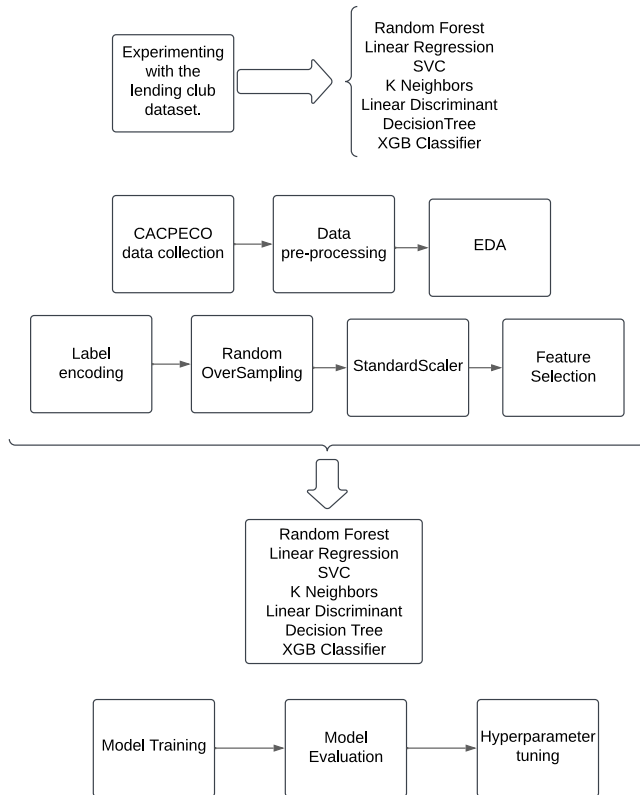 Experimenting
with the
lending club
dataset.
Random Forest
Linear Regression
SVC
K Neighbors
Linear Discriminant
DecisionTree
XGB Classifier
CACPECO
data collection
Data
pre-processing
EDA
Label
encoding
Random
OverSampling
StandardScaler
Feature
Selection
Random Forest
Linear Regression
SVC
K Neighbors
Linear Discriminant
Decision Tree
XGB Classifier
Model Training
Model
Evaluation
Hyperparameter
tuning